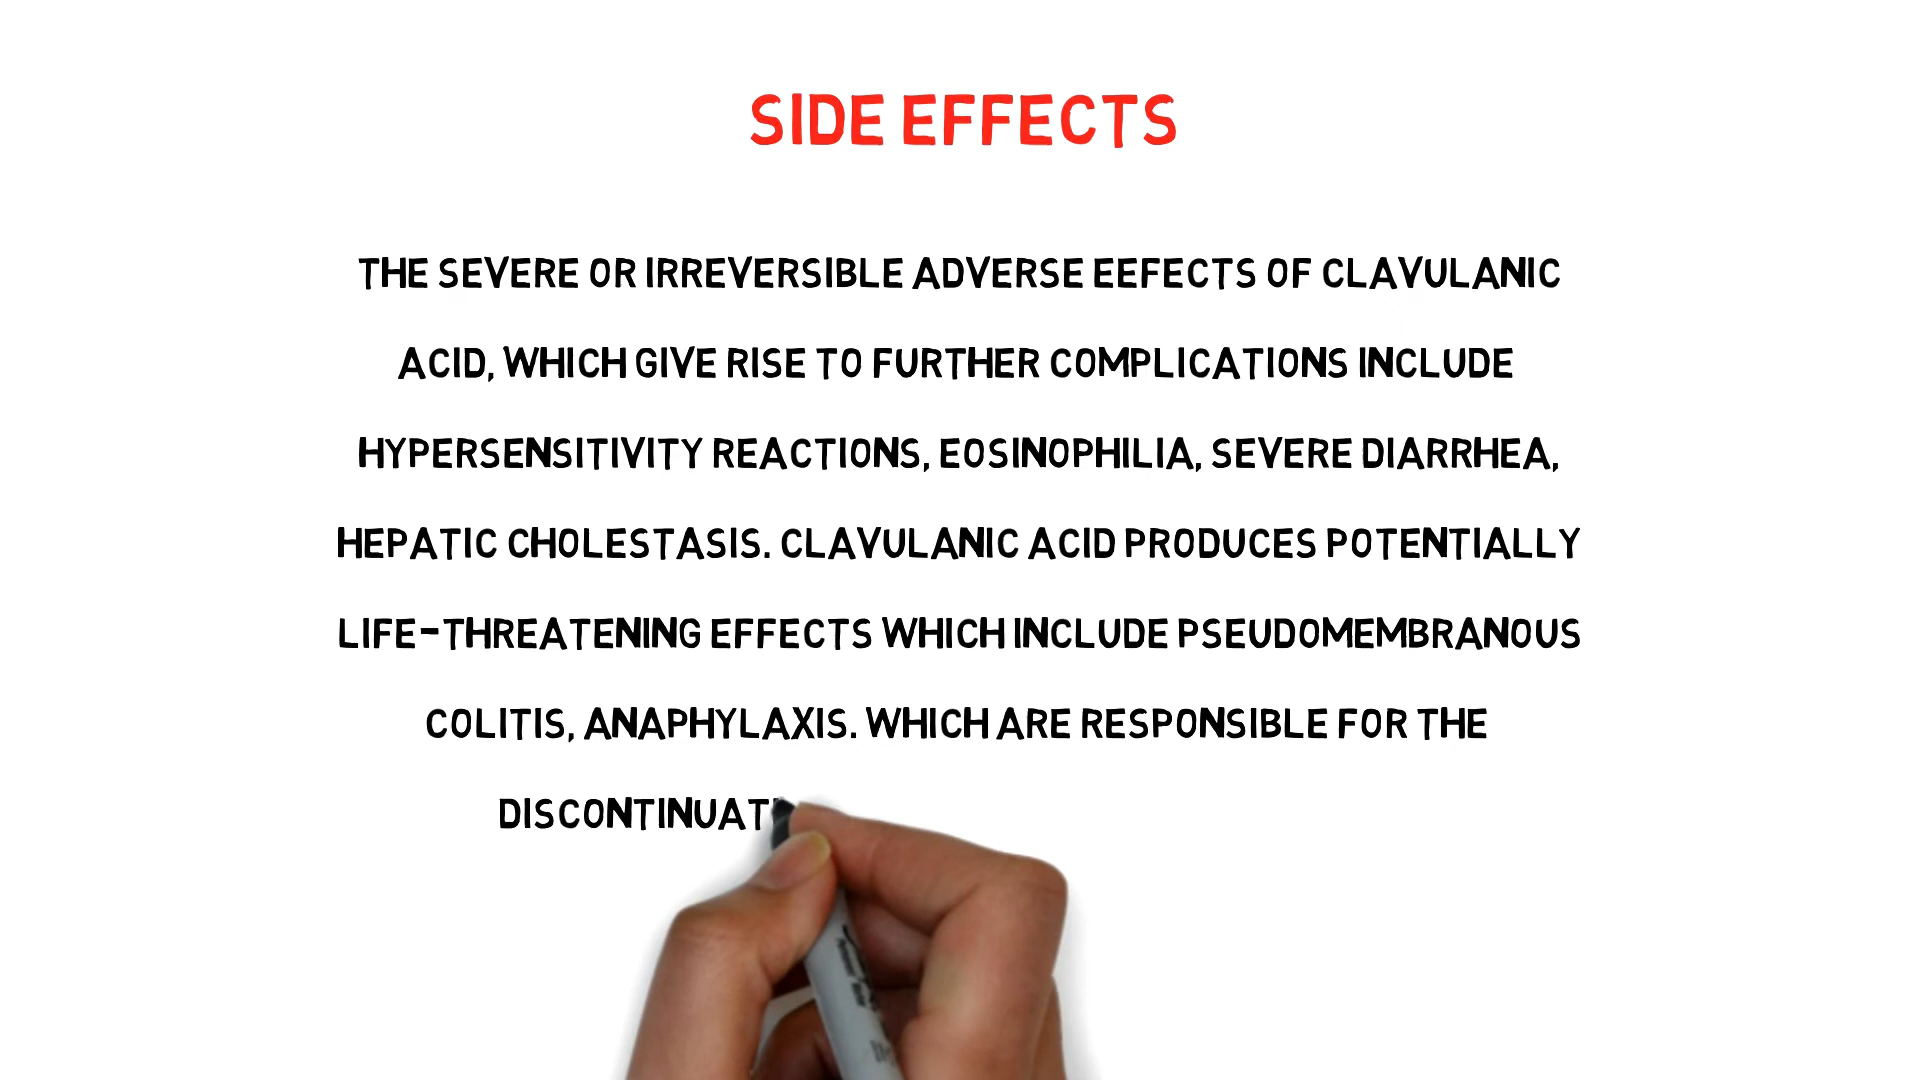 SIDE EFFECTS
THE SEVERE OR IRREVERSIBLE ADVERSE EEFECTS OF CLAVULANIC
ACID, WHICH GIVE RISE TO FURTHER COMPLICATIONS INCLUDE
HYPERSENSITIVITY REACTIONS, EOSINOPHILIA, SEVERE DIARRHEA,
HEPATIC CHOLESTASIS. CLAVULANIC ACID PRODUCES POTENTIALLY
LIFE-THREATENING EFFECTS WHICH INCLUDE PSEUDOMEMBRANOUS
COLITIS, ANAPHYLAXIS. WHICH ARE RESPONSIBLE FOR THE
DISCONTINUAT